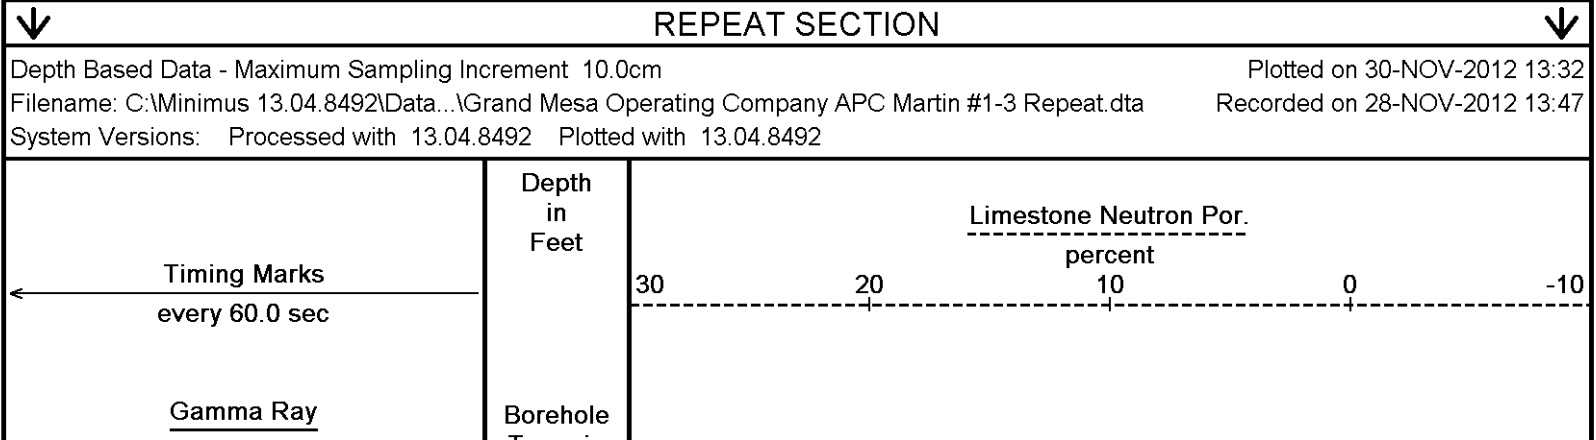 REPEAT SECTION
Depth Based Data - Maximum Sampling Increment 10.0cm
Plotted on 30-NOV-2012 13:32
Filename: C:\Minimus 13.04.8492\Data...\Grand Mesa Operating Company APC Martin #1-3 Repeat.dta
Recorded on 28-NOV-2012 13:47
System Versions: Processed with 13.04.8492 Plotted with 13.04.8492
Timing Marks
every 60.0 sec
Gamma Ray
Depth
in
Feet
Borehole
Limestone Neutron Por.
percent
30 20 10 0 -10